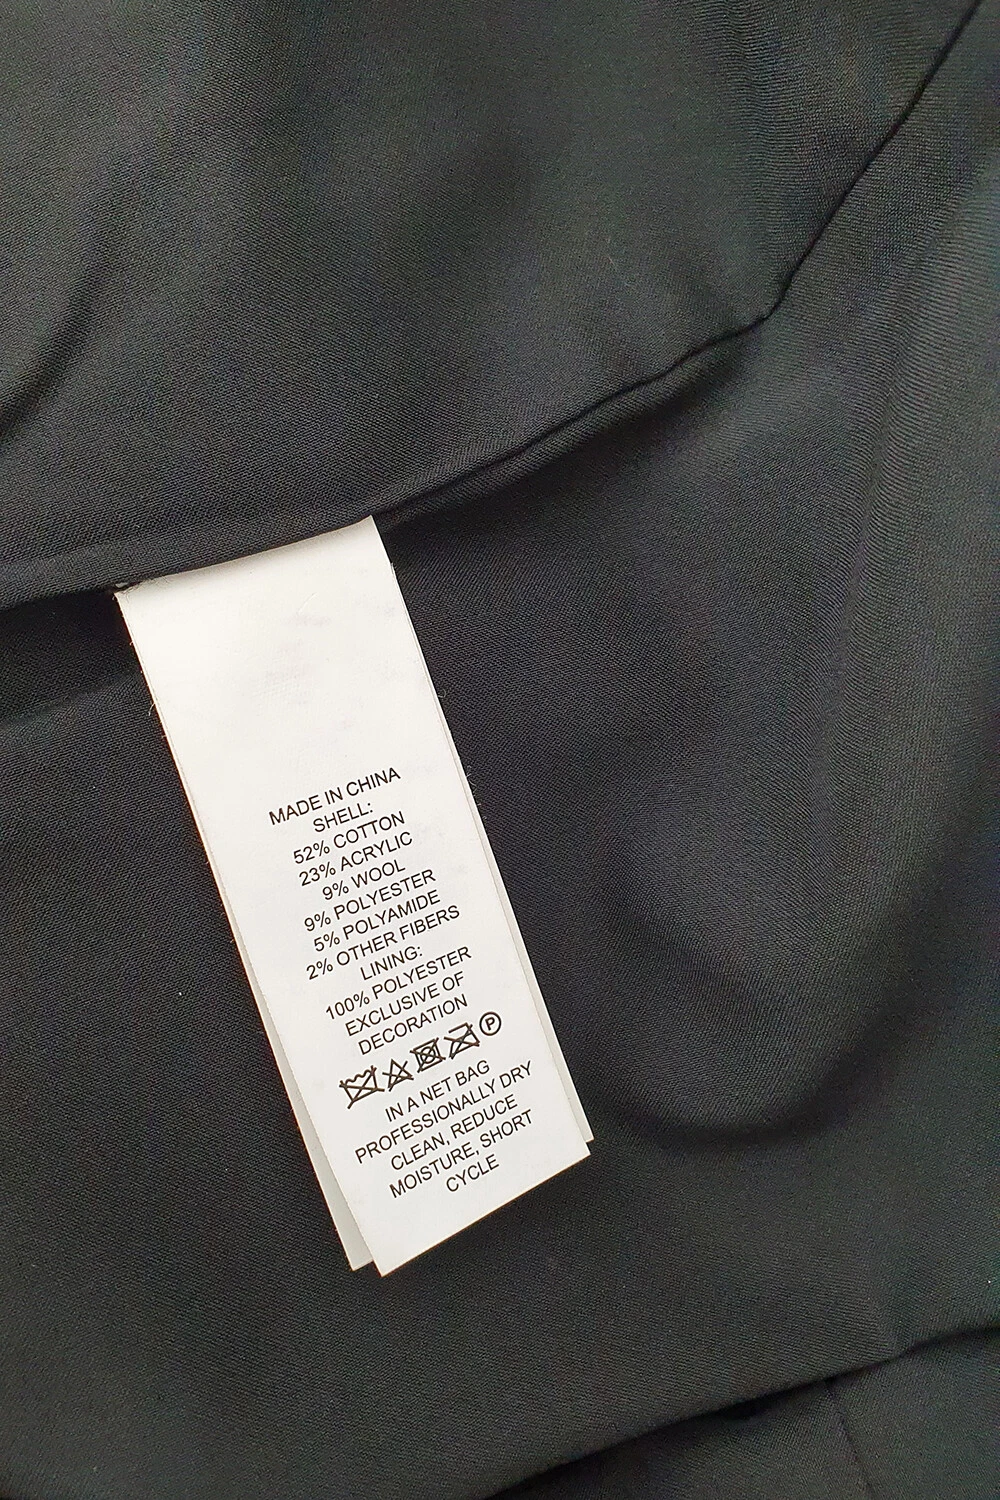 MADE IN CHINA
SHELL:
52% COTTON
23% ACRYLIC
9% WOOL
9% POLYESTER
5% POLYAMIDE
2% OTHER FIBERS
LINING:
100% POLYESTER
EXCLUSIVE OF
DECORATION
P
IN A NET BAG
PROFESSIONALLY DRY
CLEAN, REDUCE
MOISTURE, SHORT
CYCLE